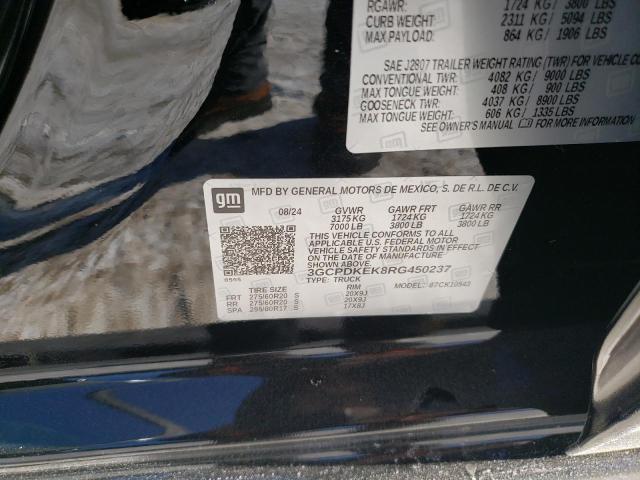 RGAWR: 1724 KG / 3800 LBS
CURB WEIGHT: 2311 KG / 5094 LBS
MAX PAYLOAD: 864 KG / 1906 LBS
SAE J2807 TRAILER WEIGHT RATING (TWR) FOR VEHICLE CO
CONVENTIONAL TWR: 4082 KG / 9000 LBS
MAX TONGUE WEIGHT: 408 KG / 900 LBS
GOOSENECK TWR: 4037 KG / 8900 LBS
MAX TONGUE WEIGHT: 606 KG / 1335 LBS
SEE OWNER'S MANUAL FOR MORE INFORMATION
gm MFD BY GENERAL MOTORS DE MEXICO, S. DE R.L. DE C.V.
08/24 GVWR GAWR FRT GAWR RR
3175 KG 1724 KG 1724 KG
7000 LB 3800 LB 3800 LB
THIS VEHICLE CONFORMS TO ALL APPLICABLE
U.S. FEDERAL MOTOR VEHICLE SAFETY
STANDARDS IN EFFECT ON THE DATE OF
MANUFACTURE SHOWN ABOVE.
3GCPDKEK8RG450237
TYPE: TRUCK
TIRE SIZE RIM MODEL:
FRT 275/60R20 S 20X9J
RR 275/60R20 S 20X9J
SPA 17X8J